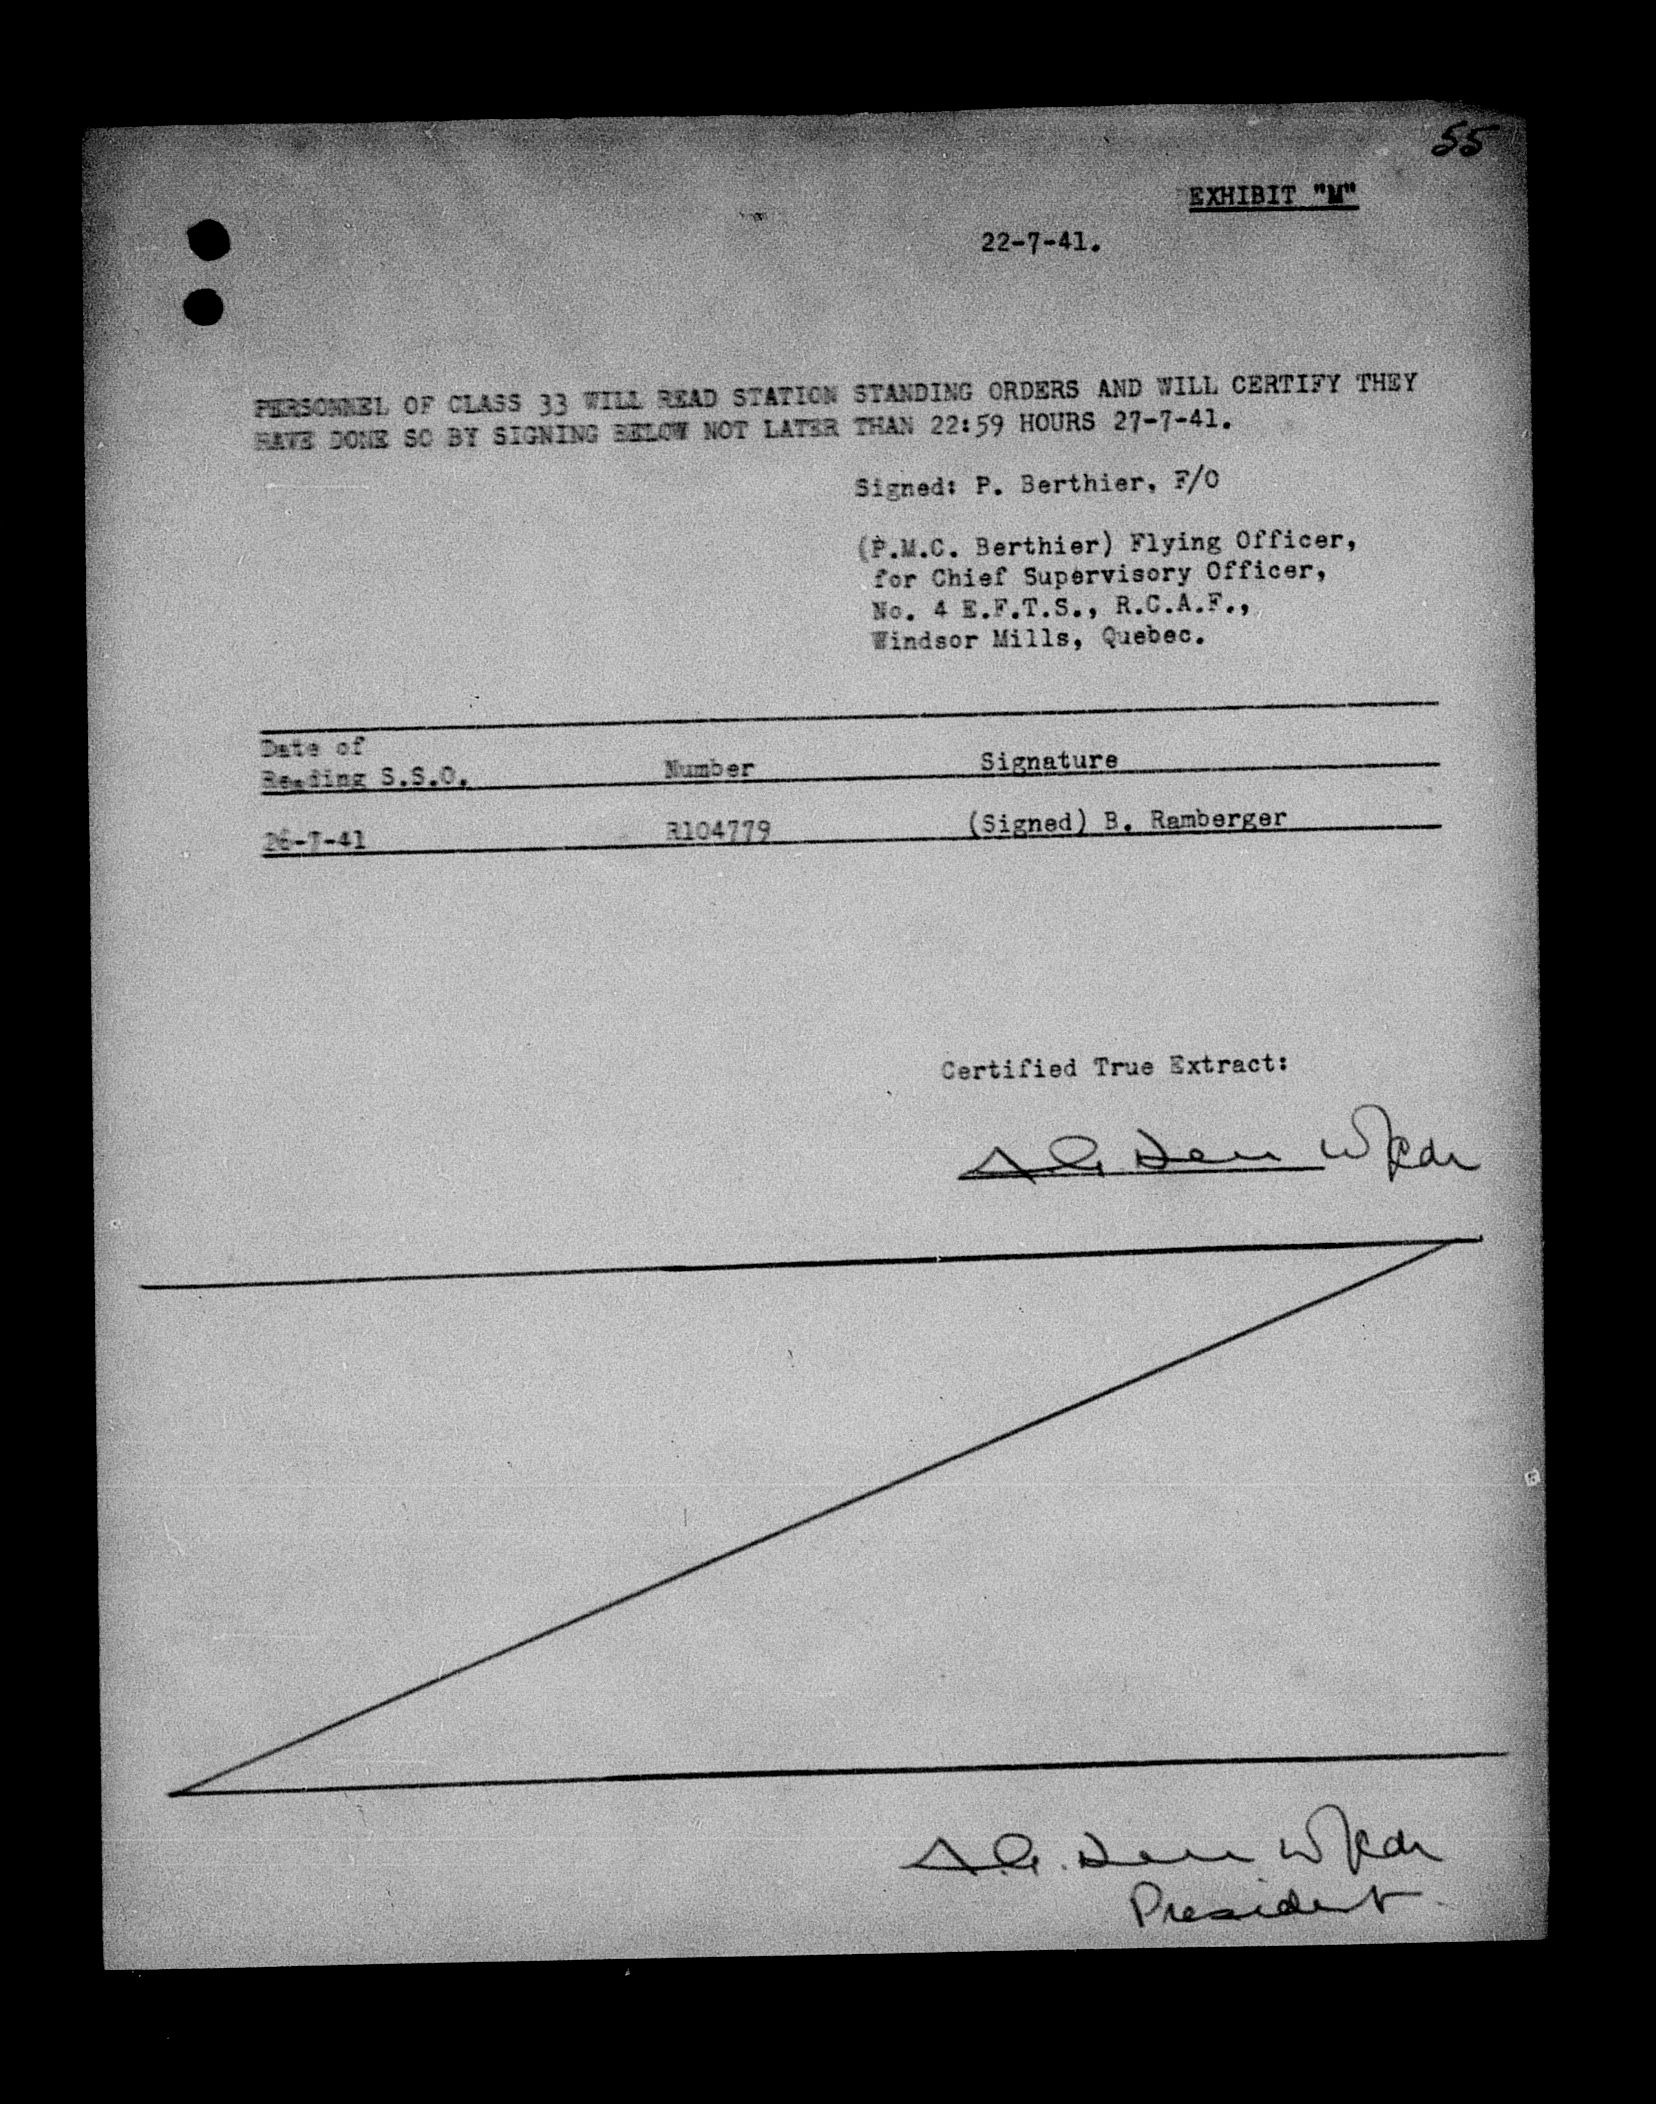 55
EXHIBIT "M"
22-7-41.
PERSONNEL OF CLASS 33 WILL READ STATION STANDING ORDERS AND WILL CERTIFY THEY
HAVE DONE SO BY SIGNING BELOW NOT LATER THAN 22:59 HOURS 27-7-41.
Signed: P. Berthier, F/O
(P.M.C. Berthier) Flying Officer,
for Chief Supervisory Officer,
No. 4 E.F.T.S., R.C.A.F.,
Windsor Mills, Quebec.
Date of
Reading S.S.O. Number Signature
26-7-41 R104779 (Signed) B. Ramberger
Certified True Extract:
W/Cdr
W/Cdr
President